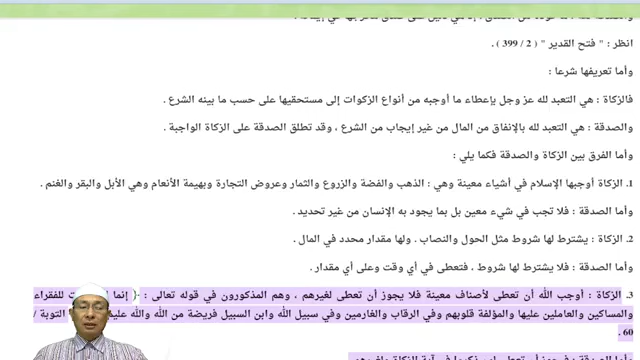 انظر : " فتح القدير " ( 2 / 399 ) .
وأما تعريفها شرعا :
فالزكاة : هي التعبد لله عز وجل بإعطاء ما أوجبه من أنواع الزكوات إلى مستحقيها على حسب ما بينه الشرع .
والصدقة : هي التعبد لله بالإنفاق من المال من غير إيجاب من الشرع ، وقد تطلق الصدقة على الزكاة الواجبة .
وأما الفرق بين الزكاة والصدقة فكما يلي :
1. الزكاة أوجبها الإسلام في أشياء معينة وهي : الذهب والفضة والزروع والثمار وعروض التجارة وبهيمة الأنعام وهي الأبل والبقر والغنم .
وأما الصدقة : فلا تجب في شيء معين بل بما يجود به الإنسان من غير تحديد .
2. الزكاة : يشترط لها شروط مثل الحول والنصاب . ولها مقدار محدد في المال .
وأما الصدقة : فلا يشترط لها شروط ، فتعطى في أي وقت وعلى أي مقدار .
3. الزكاة : أوجب الله أن تعطى لأصناف معينة فلا يجوز أن تعطى لغيرهم ، وهم المذكورون في قوله تعالى : { إنما للفقراء
والمساكين والعاملين عليها والمؤلفة قلوبهم وفي الرقاب والغارمين وفي سبيل الله وابن السبيل فريضة من الله والله التوبة /
60 .